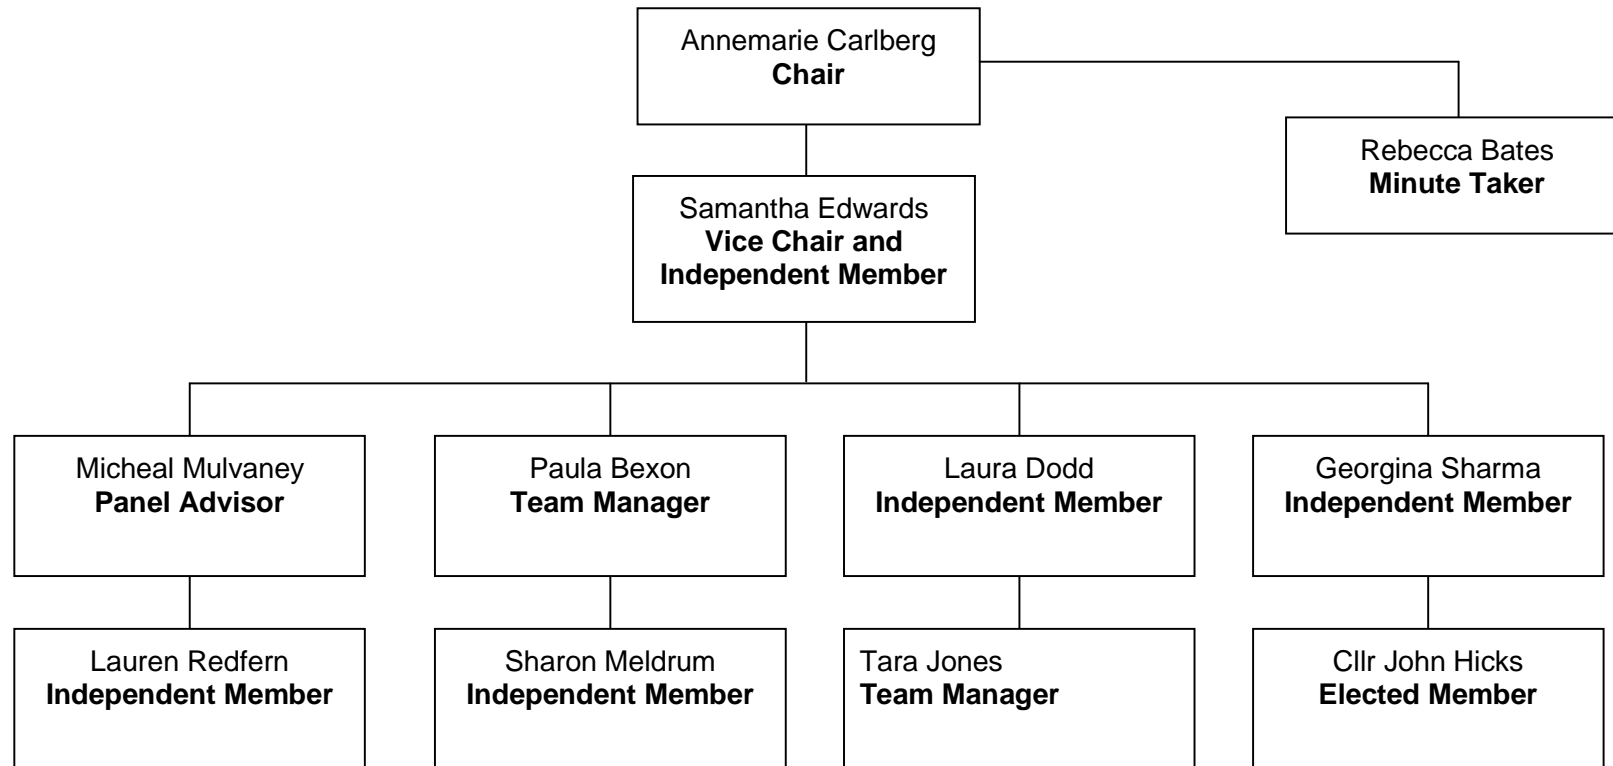 Annemarie Carlberg
Chair
Rebecca Bates
Minute Taker
Samantha Edwards
Vice Chair and
Independent Member
Micheal Mulvaney
Panel Advisor
Paula Bexon
Team Manager
Laura Dodd
Independent Member
Georgina Sharma
Independent Member
Lauren Redfern
Independent Member
Sharon Meldrum
Independent Member
Tara Jones
Team Manager
Cllr John Hicks
Elected Member